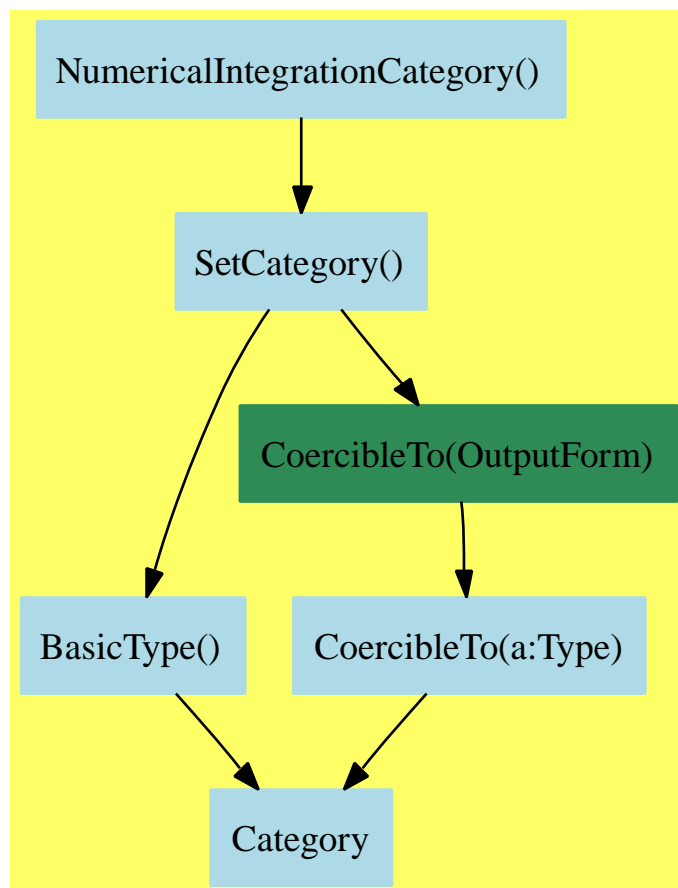 NumericalIntegrationCategory()
SetCategory()
CoercibleTo(OutputForm)
BasicType()
CoercibleTo(a:Type)
Category